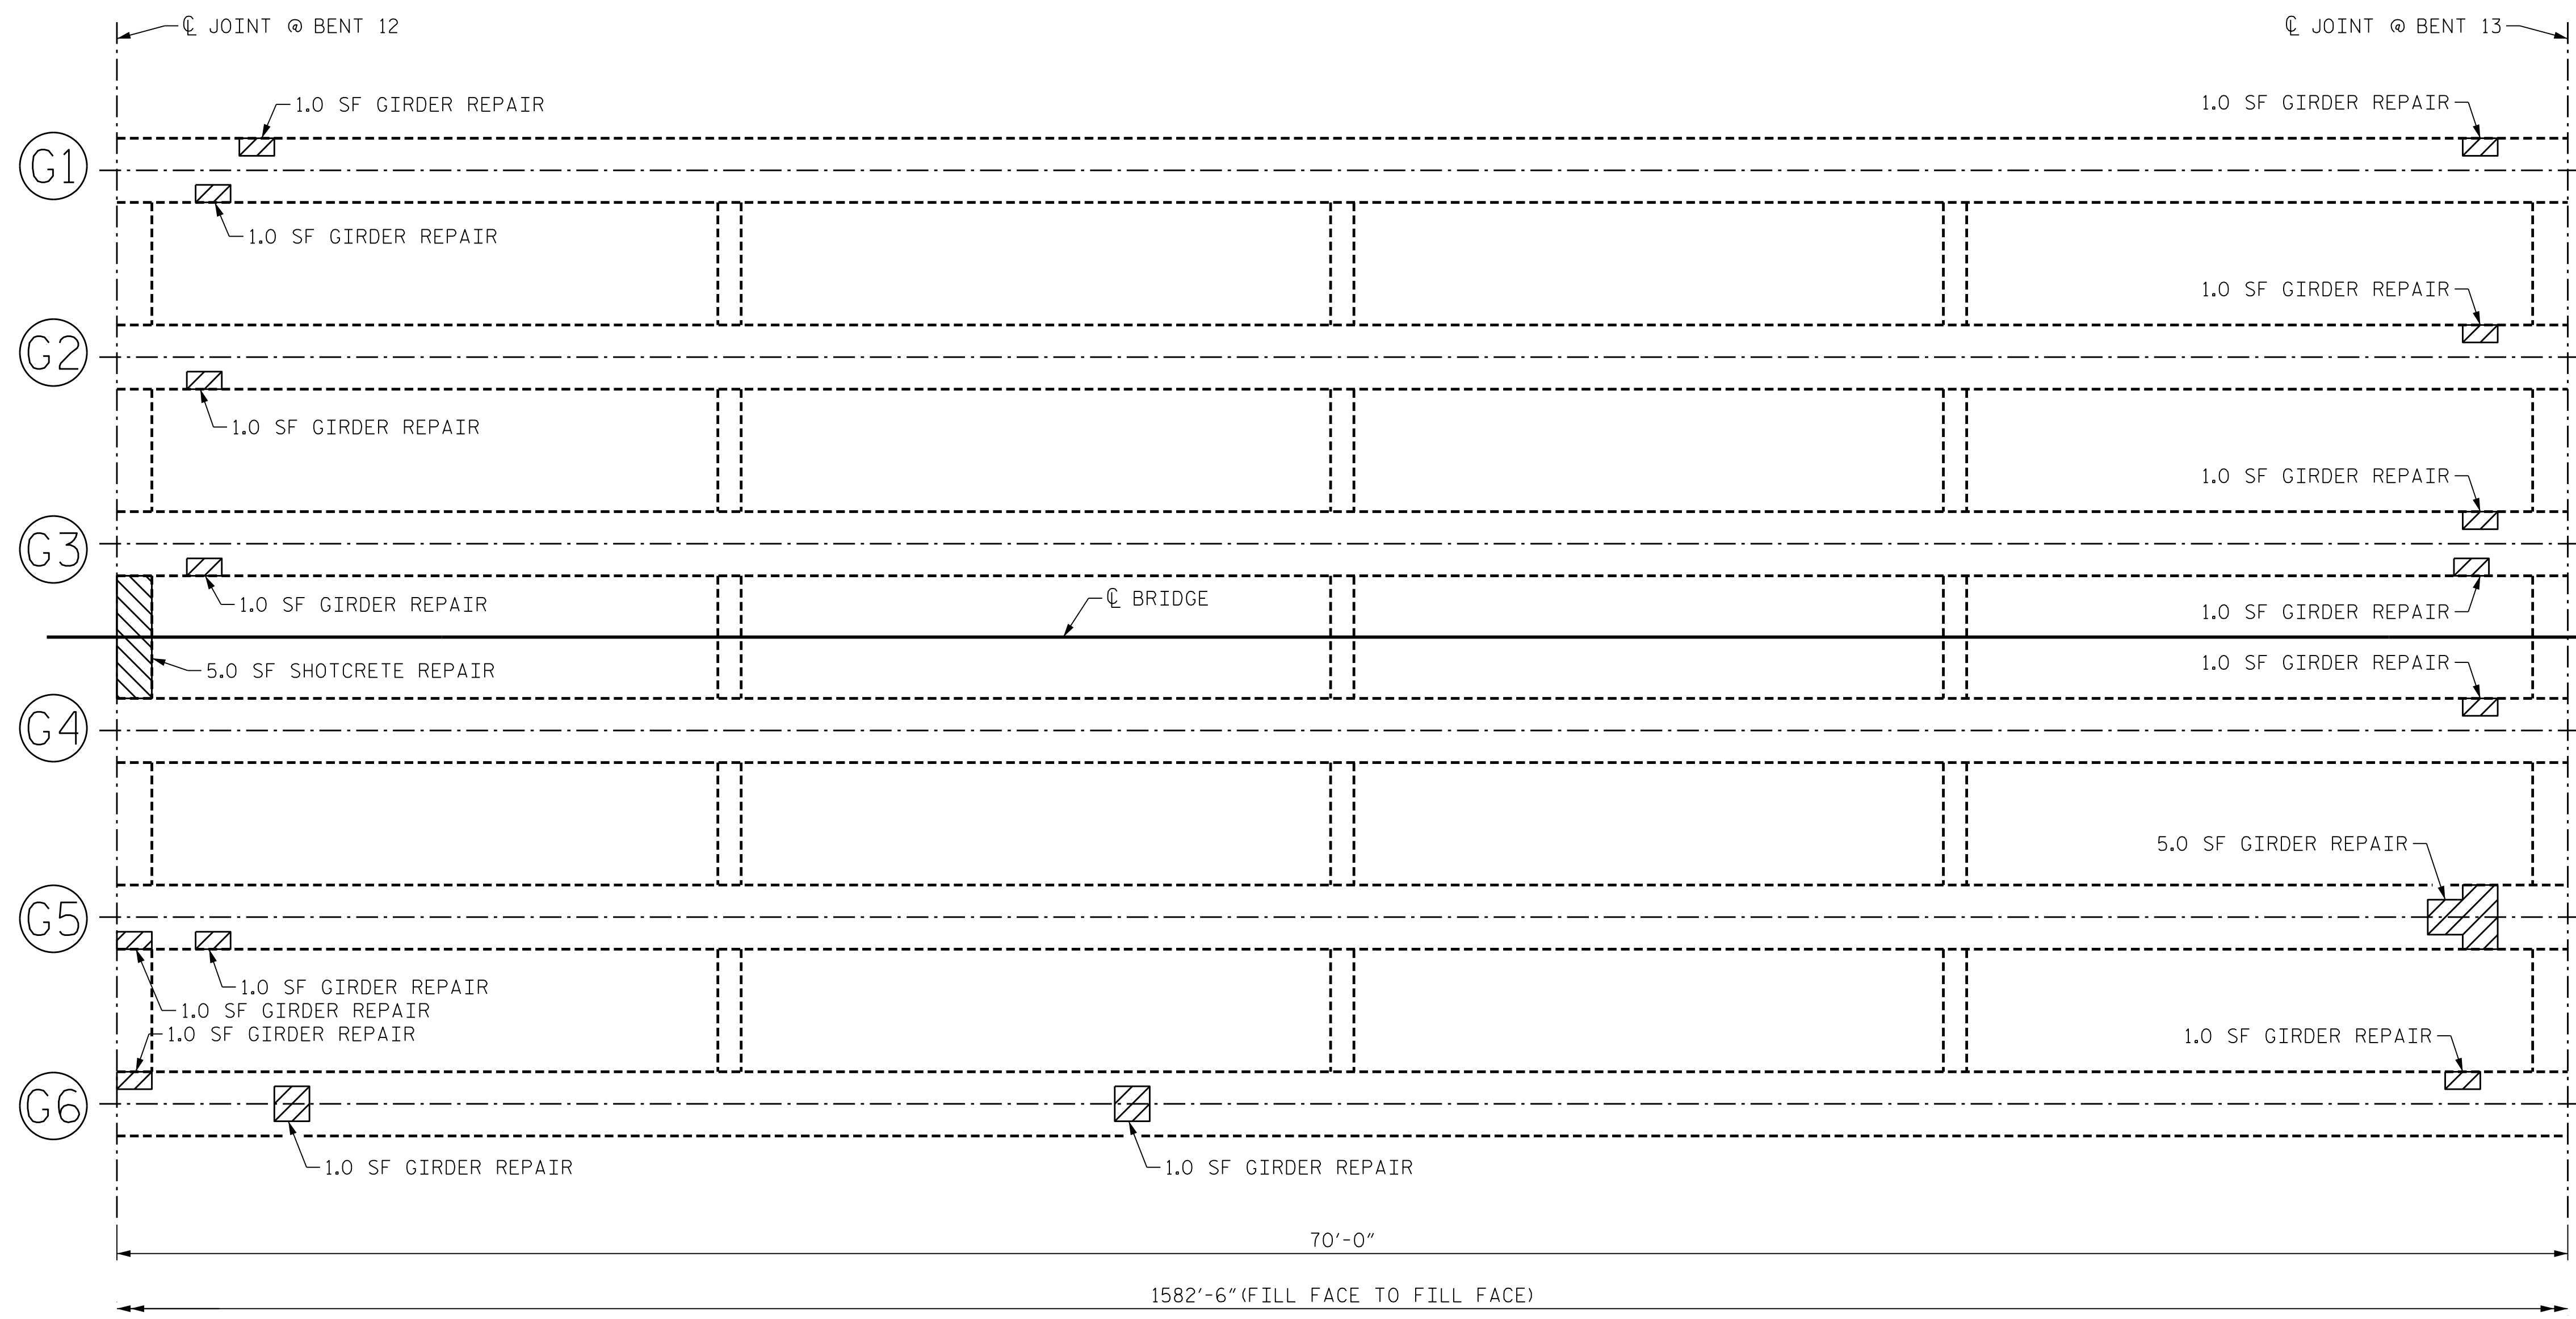 ℄ JOINT @ BENT 12
℄ JOINT @ BENT 13
1.0 SF GIRDER REPAIR
1.0 SF GIRDER REPAIR
G1
1.0 SF GIRDER REPAIR
1.0 SF GIRDER REPAIR
G2
1.0 SF GIRDER REPAIR
1.0 SF GIRDER REPAIR
G3
1.0 SF GIRDER REPAIR
℄ BRIDGE
1.0 SF GIRDER REPAIR
5.0 SF SHOTCRETE REPAIR
1.0 SF GIRDER REPAIR
G4
5.0 SF GIRDER REPAIR
G5
1.0 SF GIRDER REPAIR
1.0 SF GIRDER REPAIR
1.0 SF GIRDER REPAIR
1.0 SF GIRDER REPAIR
G6
1.0 SF GIRDER REPAIR
1.0 SF GIRDER REPAIR
70'-0"
1582'-6"(FILL FACE TO FILL FACE)